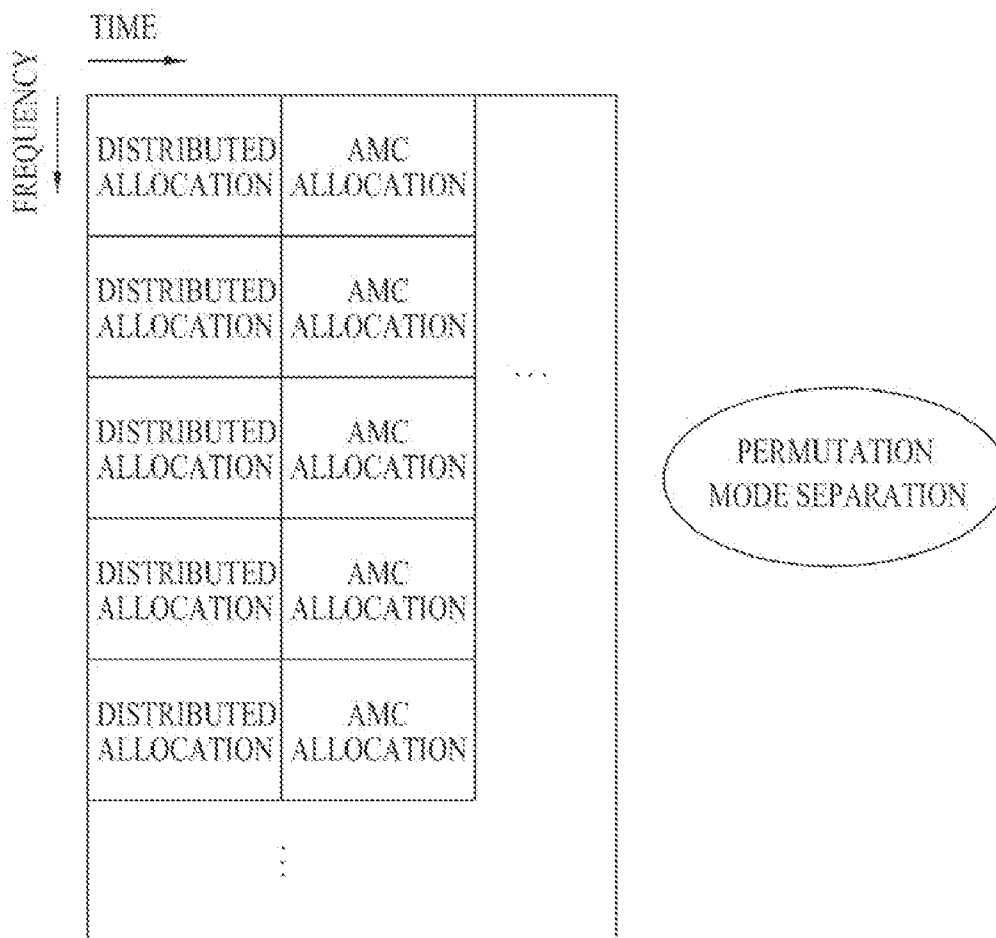 TIME
FREQUENCY
DISTRIBUTED ALLOCATION
AMC ALLOCATION
DISTRIBUTED ALLOCATION
AMC ALLOCATION
...
DISTRIBUTED ALLOCATION
AMC ALLOCATION
PERMUTATION
MODE SEPARATION
DISTRIBUTED ALLOCATION
AMC ALLOCATION
DISTRIBUTED ALLOCATION
AMC ALLOCATION
...